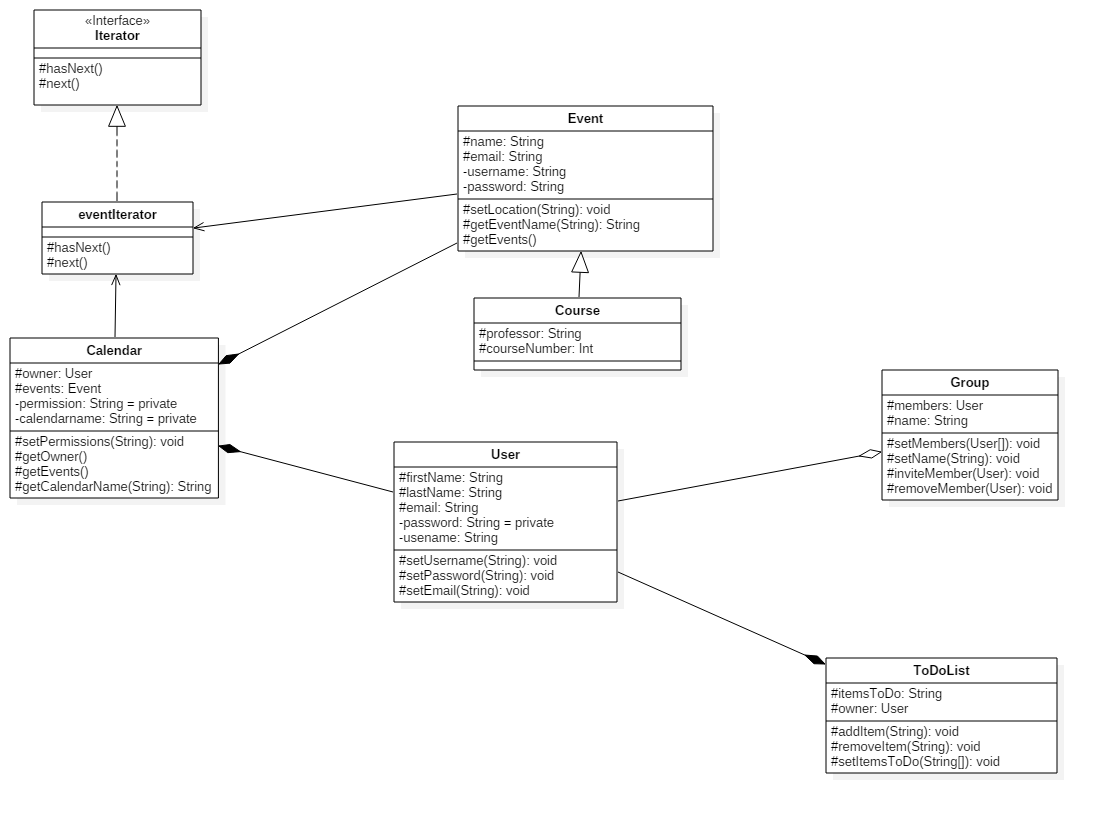 «Interface»
Iterator
#hasNext()
#next()
eventIterator
#hasNext()
#next()
Event
#name: String
#email: String
-username: String
-password: String
#setLocation(String): void
#getEventName(String): String
#getEvents()
Course
#professor: String
#courseNumber: Int
Calendar
#owner: User
#events: Event
-permission: String = private
-calendarname: String = private
#setPermissions(String): void
#getOwner()
#getEvents()
#getCalendarName(String): String
User
#firstName: String
#lastName: String
#email: String
-password: String = private
-usename: String
#setUsername(String): void
#setPassword(String): void
#setEmail(String): void
Group
#members: User
#name: String
#setMembers(User[]): void
#setName(String): void
#inviteMember(User): void
#removeMember(User): void
ToDoList
#itemsToDo: String
#owner: User
#addItem(String): void
#removeItem(String): void
#setItemsToDo(String[]): void